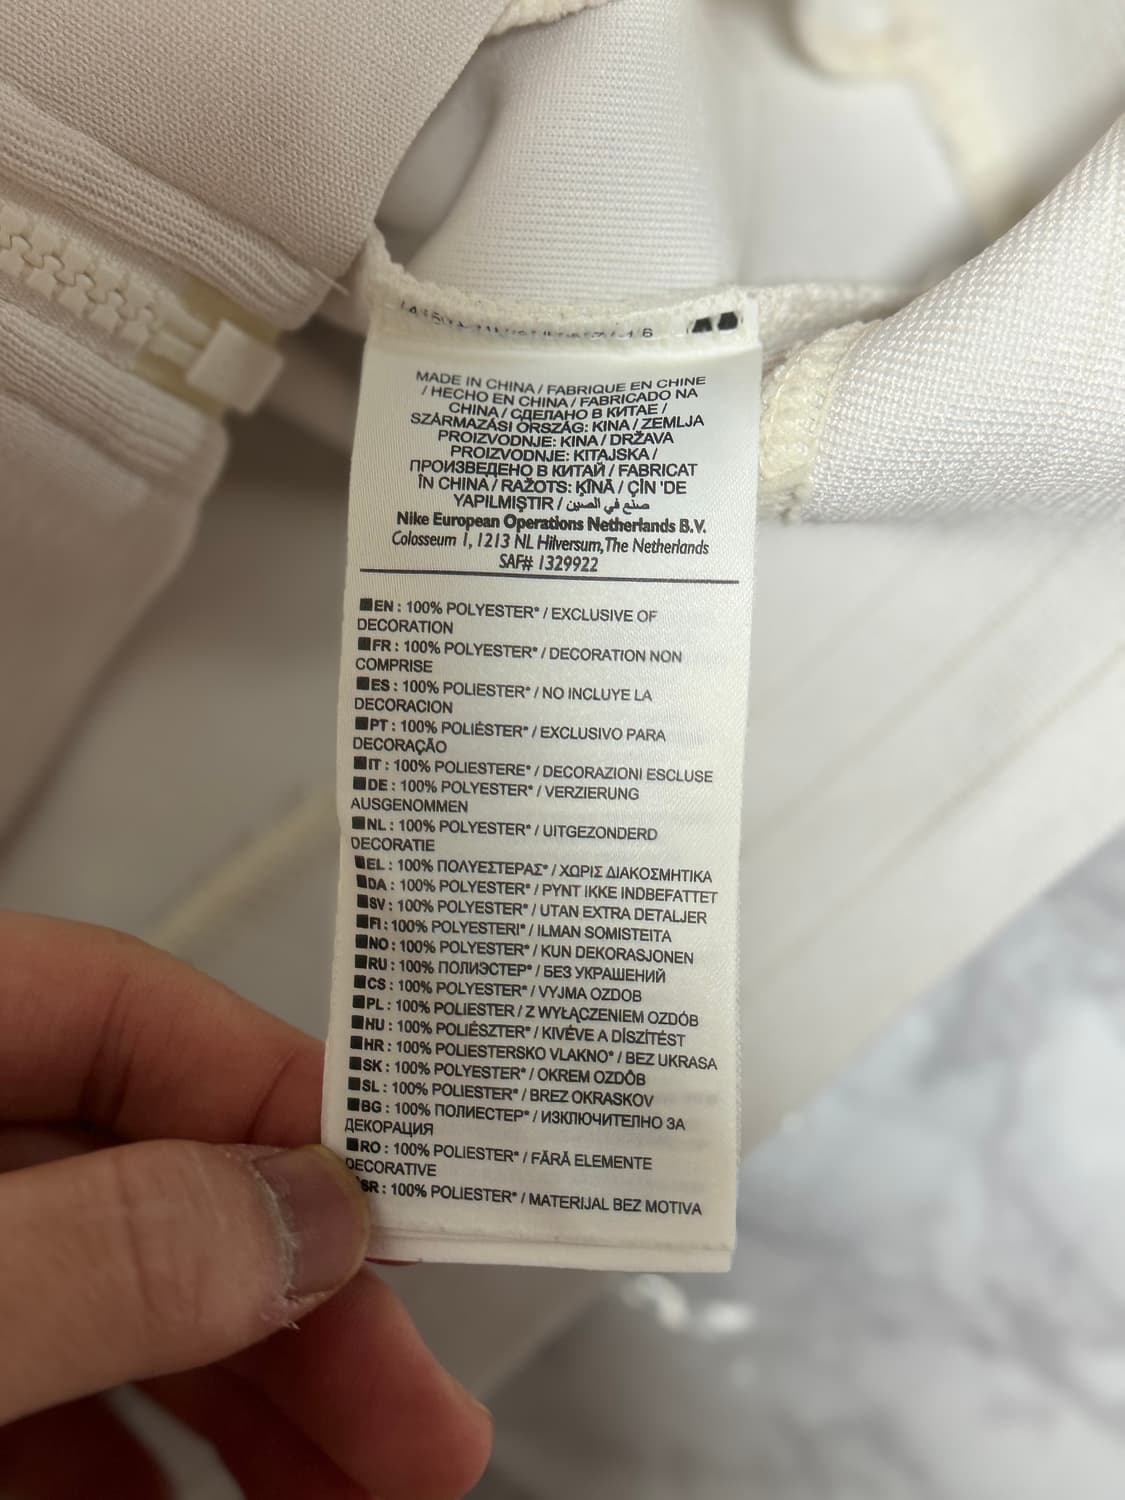 MADE IN CHINA / FABRIQUE EN CHINE
/ HECHO EN CHINA / FABRICADO NA
CHINA / СДЕЛАНО В КИТАЕ /
SZÁRMAZÁSI ORSZÁG: KINA / ZEMLJA
PROIZVODNJE: KINA / DRŽAVA
PROIZVODNJE: KITAJSKA /
ПРОИЗВЕДЕНО В КИТАЙ / FABRICAT
ÎN CHINA / RAŽOTS: ĶĪNĀ / ÇİN 'DE
YAPILMIŞTIR / صنع في الصين
Nike European Operations Netherlands B.V.
Colosseum 1, 1213 NL Hilversum, The Netherlands
SAF# 1329922
EN : 100% POLYESTER* / EXCLUSIVE OF
DECORATION
FR : 100% POLYESTER* / DECORATION NON
COMPRISE
ES : 100% POLIESTER* / NO INCLUYE LA
DECORACION
PT : 100% POLIÉSTER* / EXCLUSIVO PARA
DECORAÇÃO
IT : 100% POLIESTERE* / DECORAZIONI ESCLUSE
DE : 100% POLYESTER* / VERZIERUNG
AUSGENOMMEN
NL : 100% POLYESTER* / UITGEZONDERD
DECORATIE
EL : 100% ΠΟΛΥΕΣΤΕΡΑΣ* / ΧΩΡΙΣ ΔΙΑΚΟΣΜΗΤΙΚΑ
DA : 100% POLYESTER* / PYNT IKKE INDBEFATTET
SV : 100% POLYESTER* / UTAN EXTRA DETALJER
FI : 100% POLYESTERI* / ILMAN SOMISTEITA
NO : 100% POLYESTER* / KUN DEKORASJONEN
RU : 100% ПОЛИЭСТЕР* / БЕЗ УКРАШЕНИЙ
CS : 100% POLYESTER* / VYJMA OZDOB
PL : 100% POLIESTER / Z WYŁĄCZENIEM OZDÓB
HU : 100% POLIÉSZTER* / KIVÉVE A DÍSZÍTÉST
HR : 100% POLIESTERSKO VLAKNO* / BEZ UKRASA
SK : 100% POLYESTER* / OKREM OZDÔB
SL : 100% POLIESTER* / BREZ OKRASKOV
BG : 100% ПОЛИЕСТЕР* / ИЗКЛЮЧИТЕЛНО ЗА
ДЕКОРАЦИЯ
RO : 100% POLIESTER* / FĂRĂ ELEMENTE
DECORATIVE
SR : 100% POLIESTER* / MATERIJAL BEZ MOTIVA